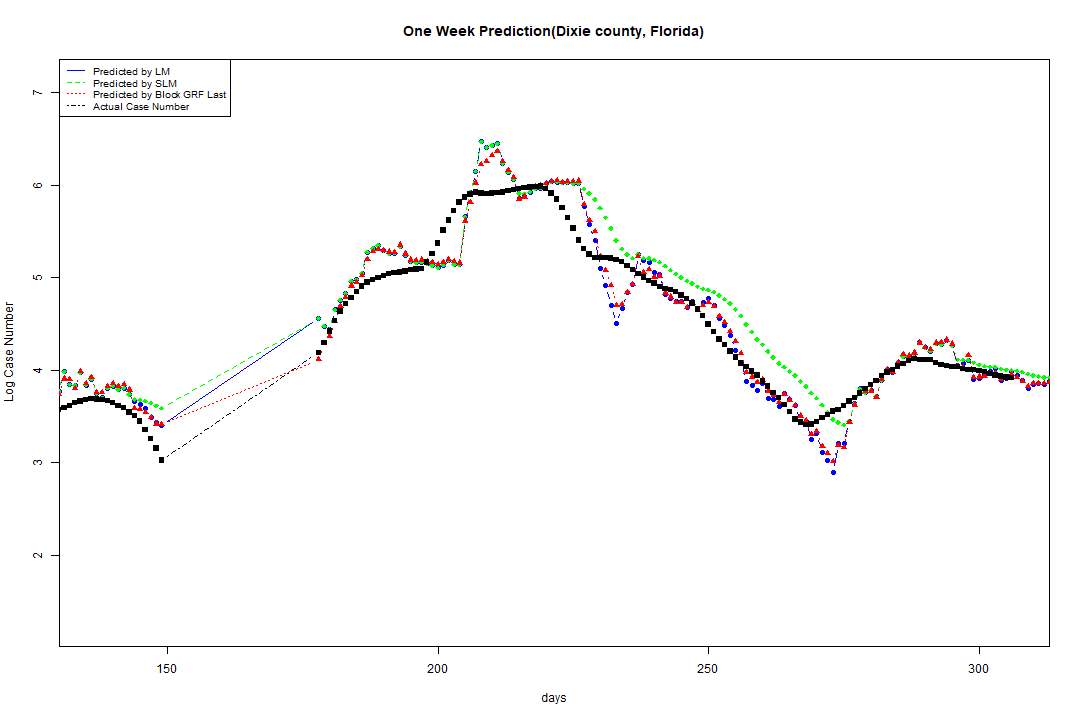 One Week Prediction(Dixie county, Florida)
Predicted by LM
Predicted by SLM
Predicted by Block GRF Last
Actual Case Number
7
6
5
4
3
2
Log Case Number
150 200 250 300
days